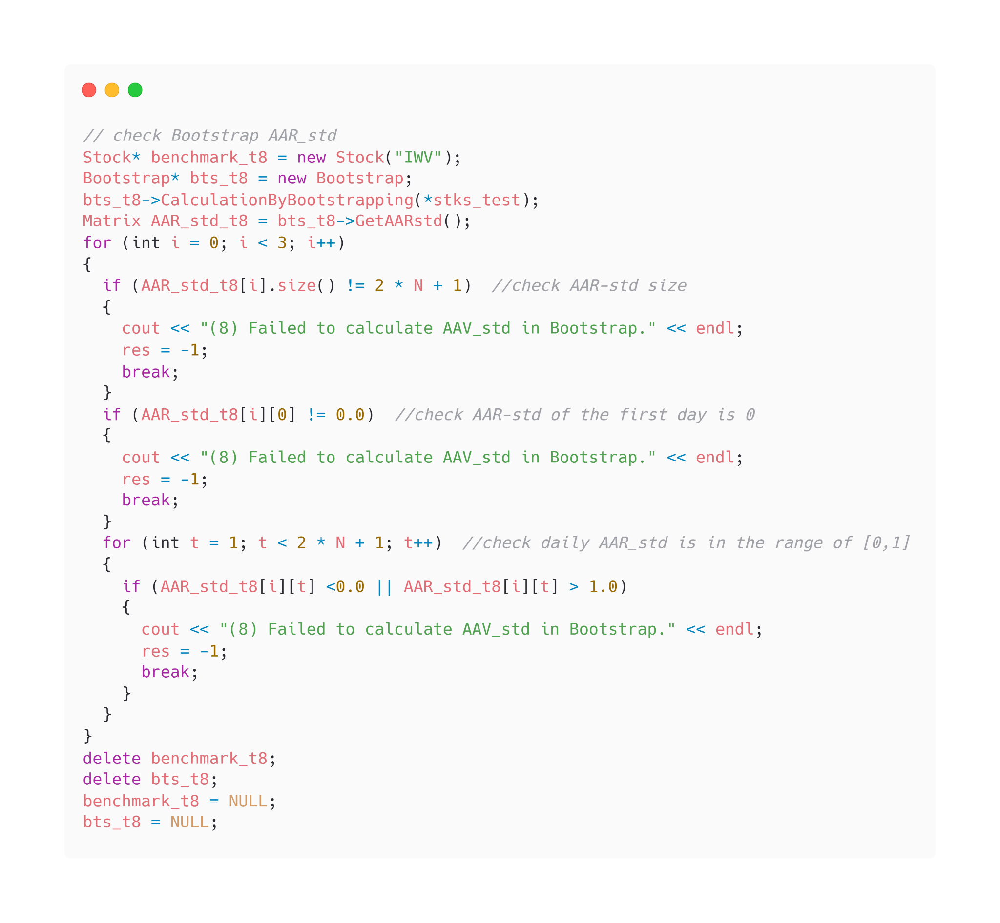 // check Bootstrap AAR_std
Stock* benchmark_t8 = new Stock("IWV");
Bootstrap* bts_t8 = new Bootstrap;
bts_t8->CalculationByBootstrapping(*stks_test);
Matrix AAR_std_t8 = bts_t8->GetAARstd();
for (int i = 0; i < 3; i++)
{
  if (AAR_std_t8[i].size() != 2 * N + 1)  //check AAR-std size
  {
    cout << "(8) Failed to calculate AAV_std in Bootstrap." << endl;
    res = -1;
    break;
  }
  if (AAR_std_t8[i][0] != 0.0)  //check AAR-std of the first day is 0
  {
    cout << "(8) Failed to calculate AAV_std in Bootstrap." << endl;
    res = -1;
    break;
  }
  for (int t = 1; t < 2 * N + 1; t++)  //check daily AAR_std is in the range of [0,1]
  {
    if (AAR_std_t8[i][t] <0.0 || AAR_std_t8[i][t] > 1.0)
    {
      cout << "(8) Failed to calculate AAV_std in Bootstrap." << endl;
      res = -1;
      break;
    }
  }
}
delete benchmark_t8;
delete bts_t8;
benchmark_t8 = NULL;
bts_t8 = NULL;